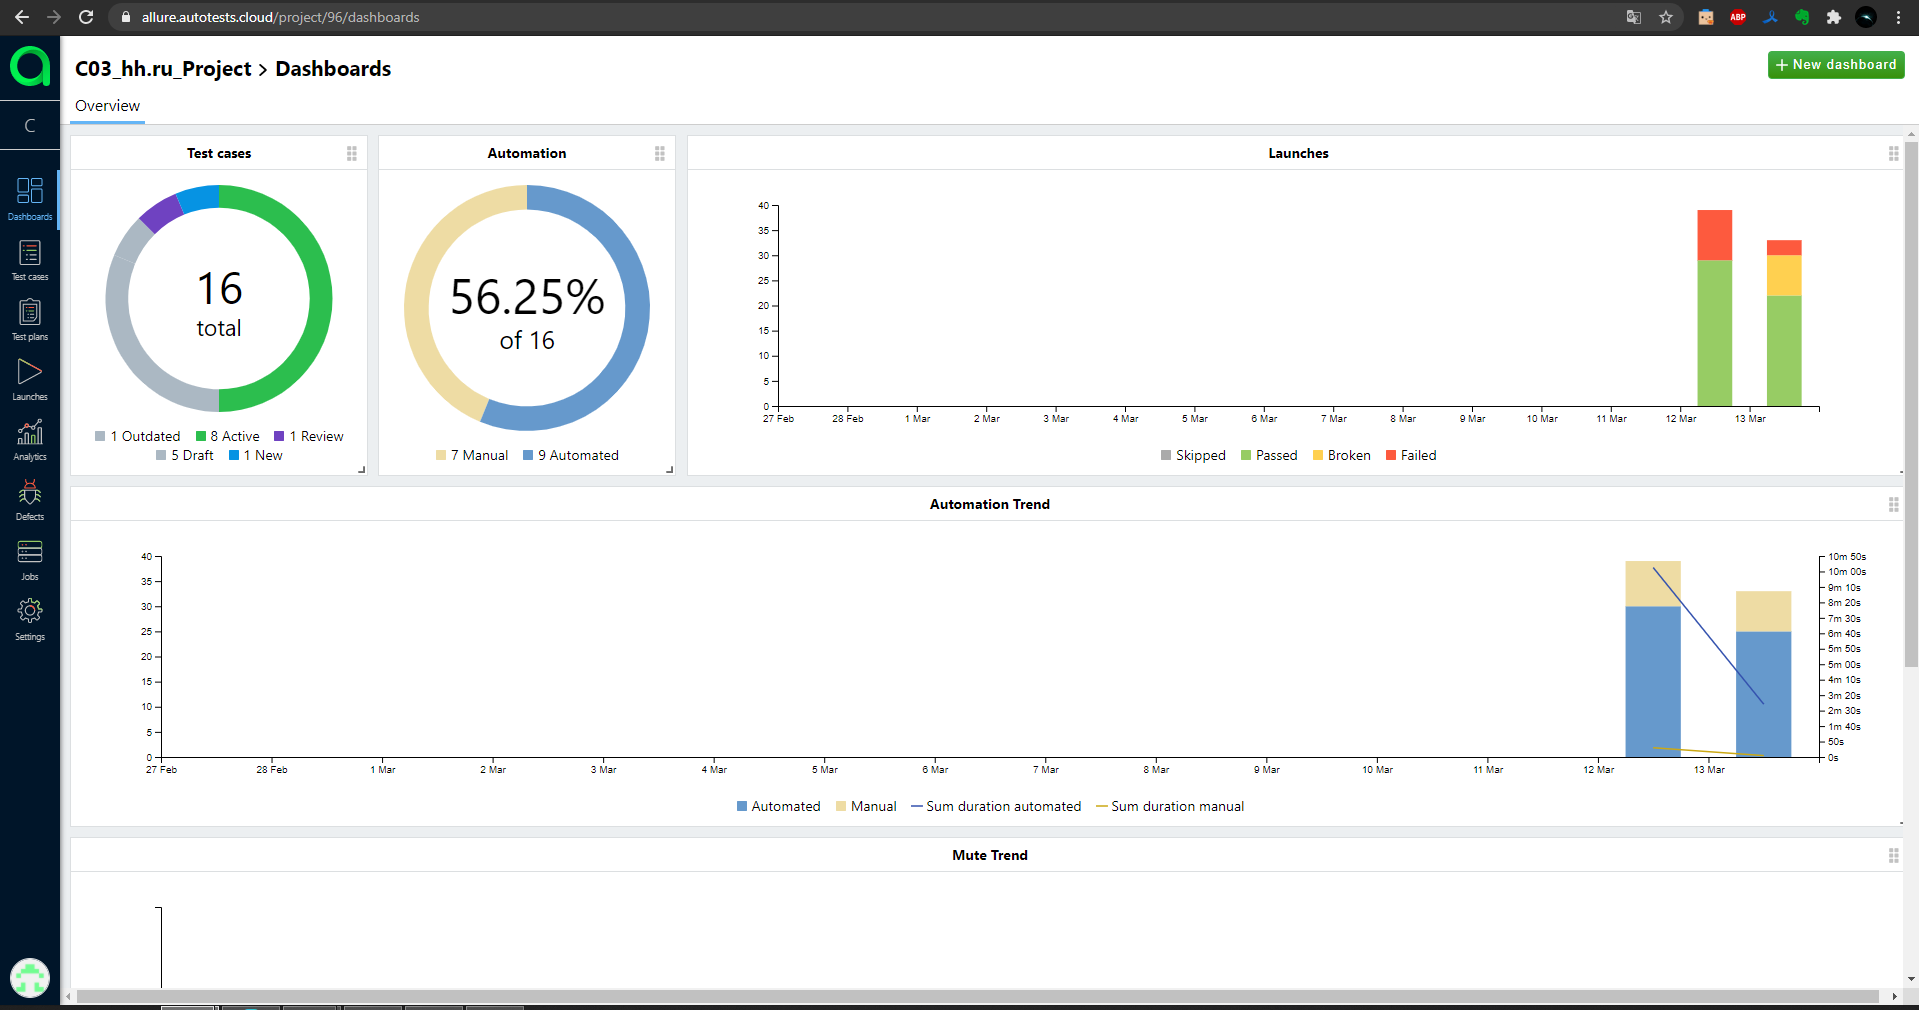 allure.autotests.cloud/project/96/dashboards
ABP
C03_hh.ru_Project > Dashboards
+ New dashboard
Overview
C
Dashboards
Test cases
Test plans
Launches
Analytics
Defects
Jobs
Settings
Test cases
16
total
1 Outdated 8 Active 1 Review
5 Draft 1 New
Automation
56.25%
of 16
7 Manual 9 Automated
Launches
40
35
30
25
20
15
10
5
0
27 Feb 28 Feb 1 Mar 2 Mar 3 Mar 4 Mar 5 Mar 6 Mar 7 Mar 8 Mar 9 Mar 10 Mar 11 Mar 12 Mar 13 Mar
Skipped Passed Broken Failed
Automation Trend
40
35
30
25
20
15
10
5
0
10m 50s
10m 00s
9m 10s
8m 20s
7m 30s
6m 40s
5m 50s
5m 00s
4m 10s
3m 20s
2m 30s
1m 40s
50s
0s
27 Feb 28 Feb 1 Mar 2 Mar 3 Mar 4 Mar 5 Mar 6 Mar 7 Mar 8 Mar 9 Mar 10 Mar 11 Mar 12 Mar 13 Mar
Automated Manual Sum duration automated Sum duration manual
Mute Trend